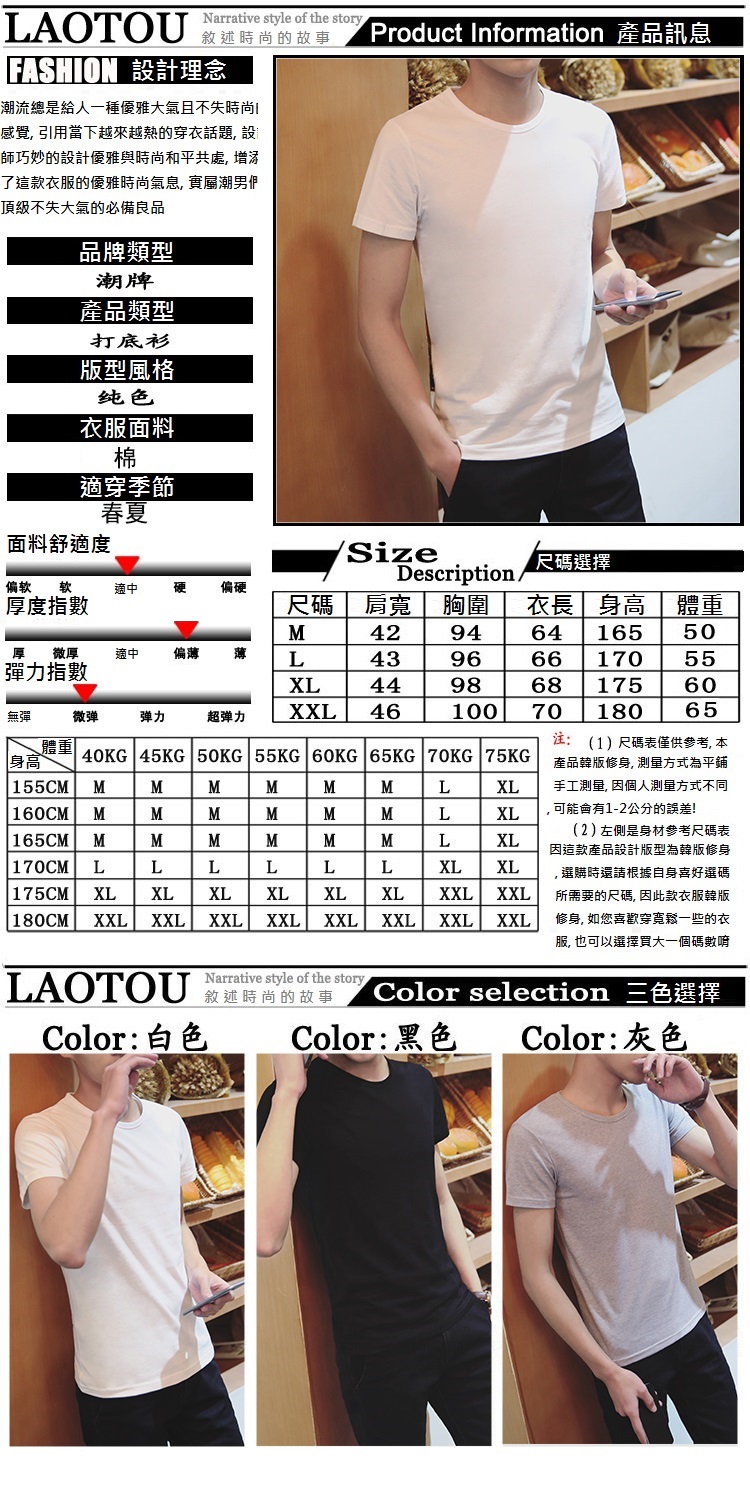 LAOTOU
Narrative style of the story
敘述時尚的故事
Product Information 產品訊息
FASHION 設計理念
潮流總是給人一種優雅大氣且不失時尚的
感覺, 引用當下越來越熱的穿衣話題, 設
師巧妙的設計優雅與時尚和平共處, 增添
了這款衣服的優雅時尚氣息, 實屬潮男們
頂級不失大氣的必備良品
品牌類型
潮牌
產品類型
打底衫
版型風格
纯色
衣服面料
棉
適穿季節
春夏
面料舒適度
偏软 软 適中 硬 偏硬
厚度指數
厚 微厚 適中 偏薄 薄
彈力指數
無彈 微弹 弹力 超弹力
Size
Description
尺碼選擇
尺碼 肩寬 胸圍 衣長 身高 體重
M 42 94 64 165 50
L 43 96 66 170 55
XL 44 98 68 175 60
XXL 46 100 70 180 65
體重
身高
40KG 45KG 50KG 55KG 60KG 65KG 70KG 75KG
155CM M M M M M M L XL
160CM M M M M M M L XL
165CM M M M M M M L XL
170CM L L L L L L XL XL
175CM XL XL XL XL XL XL XXL XXL
180CM XXL XXL XXL XXL XXL XXL XXL XXL
注: (1) 尺碼表僅供參考, 本
產品韓版修身, 測量方式為平鋪
手工測量, 因個人測量方式不同
, 可能會有1-2公分的誤差!
(2) 左側是身材參考尺碼表
因這款產品設計版型為韓版修身
, 選購時還請根據自身喜好選碼
所需要的尺碼, 因此款衣服韓版
修身, 如您喜歡穿寬鬆一些的衣
服, 也可以選擇買大一個碼數唷
LAOTOU
Narrative style of the story
敘述時尚的故事
Color selection 三色選擇
Color:白色
Color:黑色
Color:灰色